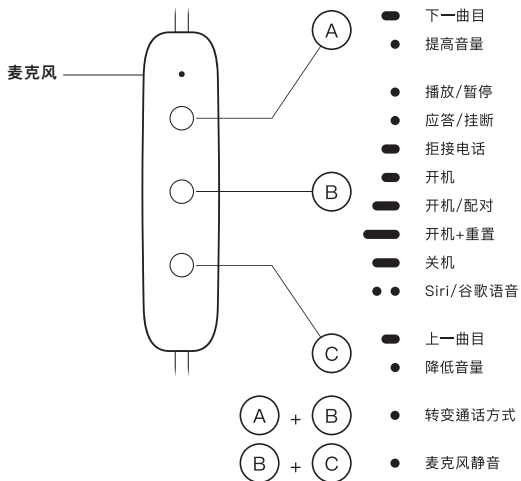 A
下一曲目
提高音量
麦克风
B
播放/暂停
应答/挂断
拒接电话
开机
开机/配对
开机+重置
关机
Siri/谷歌语音
C
上一曲目
降低音量
A + B 转变通话方式
B + C 麦克风静音